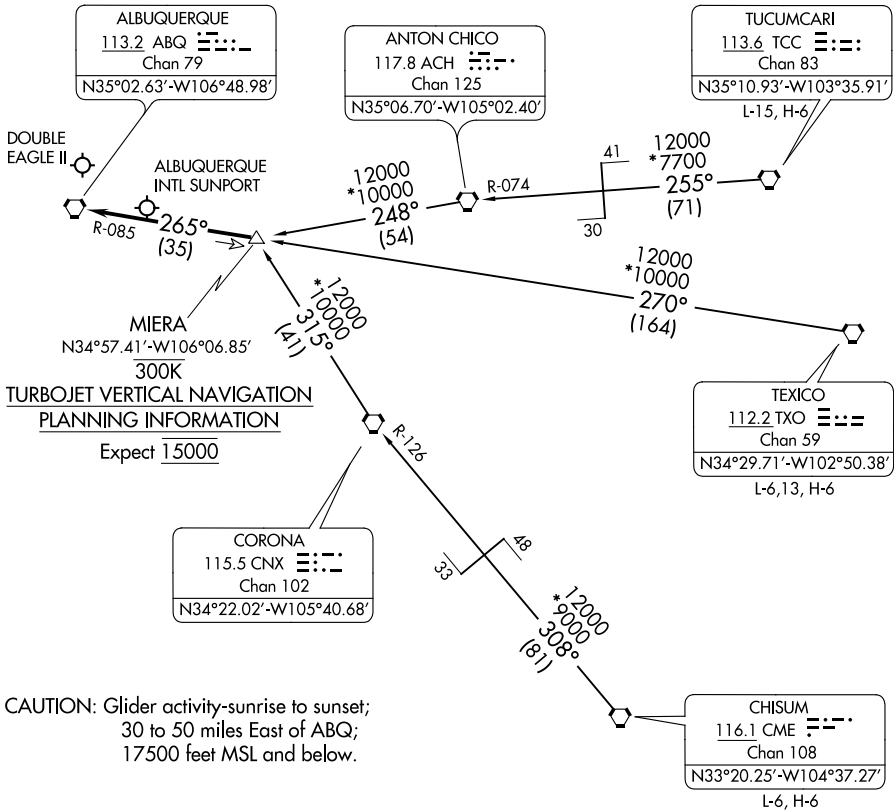 ALBUQUERQUE
113.2 ABQ
Chan 79
N35°02.63'-W106°48.98'
ANTON CHICO
117.8 ACH
Chan 125
N35°06.70'-W105°02.40'
TUCUMCARI
113.6 TCC
Chan 83
N35°10.93'-W103°35.91'
L-15, H-6
DOUBLE
EAGLE II
ALBUQUERQUE
INTL SUNPORT
R-085
265°
(35)
12000
*10000
248°
(54)
R-074
41
30
12000
*7700
255°
(71)
12000
*10000
270°
(164)
12000
*10000
315°
(41)
MIERA
N34°57.41'-W106°06.85'
300K
TURBOJET VERTICAL NAVIGATION
PLANNING INFORMATION
Expect 15000
TEXICO
112.2 TXO
Chan 59
N34°29.71'-W102°50.38'
L-6,13, H-6
R-126
CORONA
115.5 CNX
Chan 102
N34°22.02'-W105°40.68'
48
33
12000
*9000
308°
(81)
CAUTION: Glider activity-sunrise to sunset;
30 to 50 miles East of ABQ;
17500 feet MSL and below.
CHISUM
116.1 CME
Chan 108
N33°20.25'-W104°37.27'
L-6, H-6